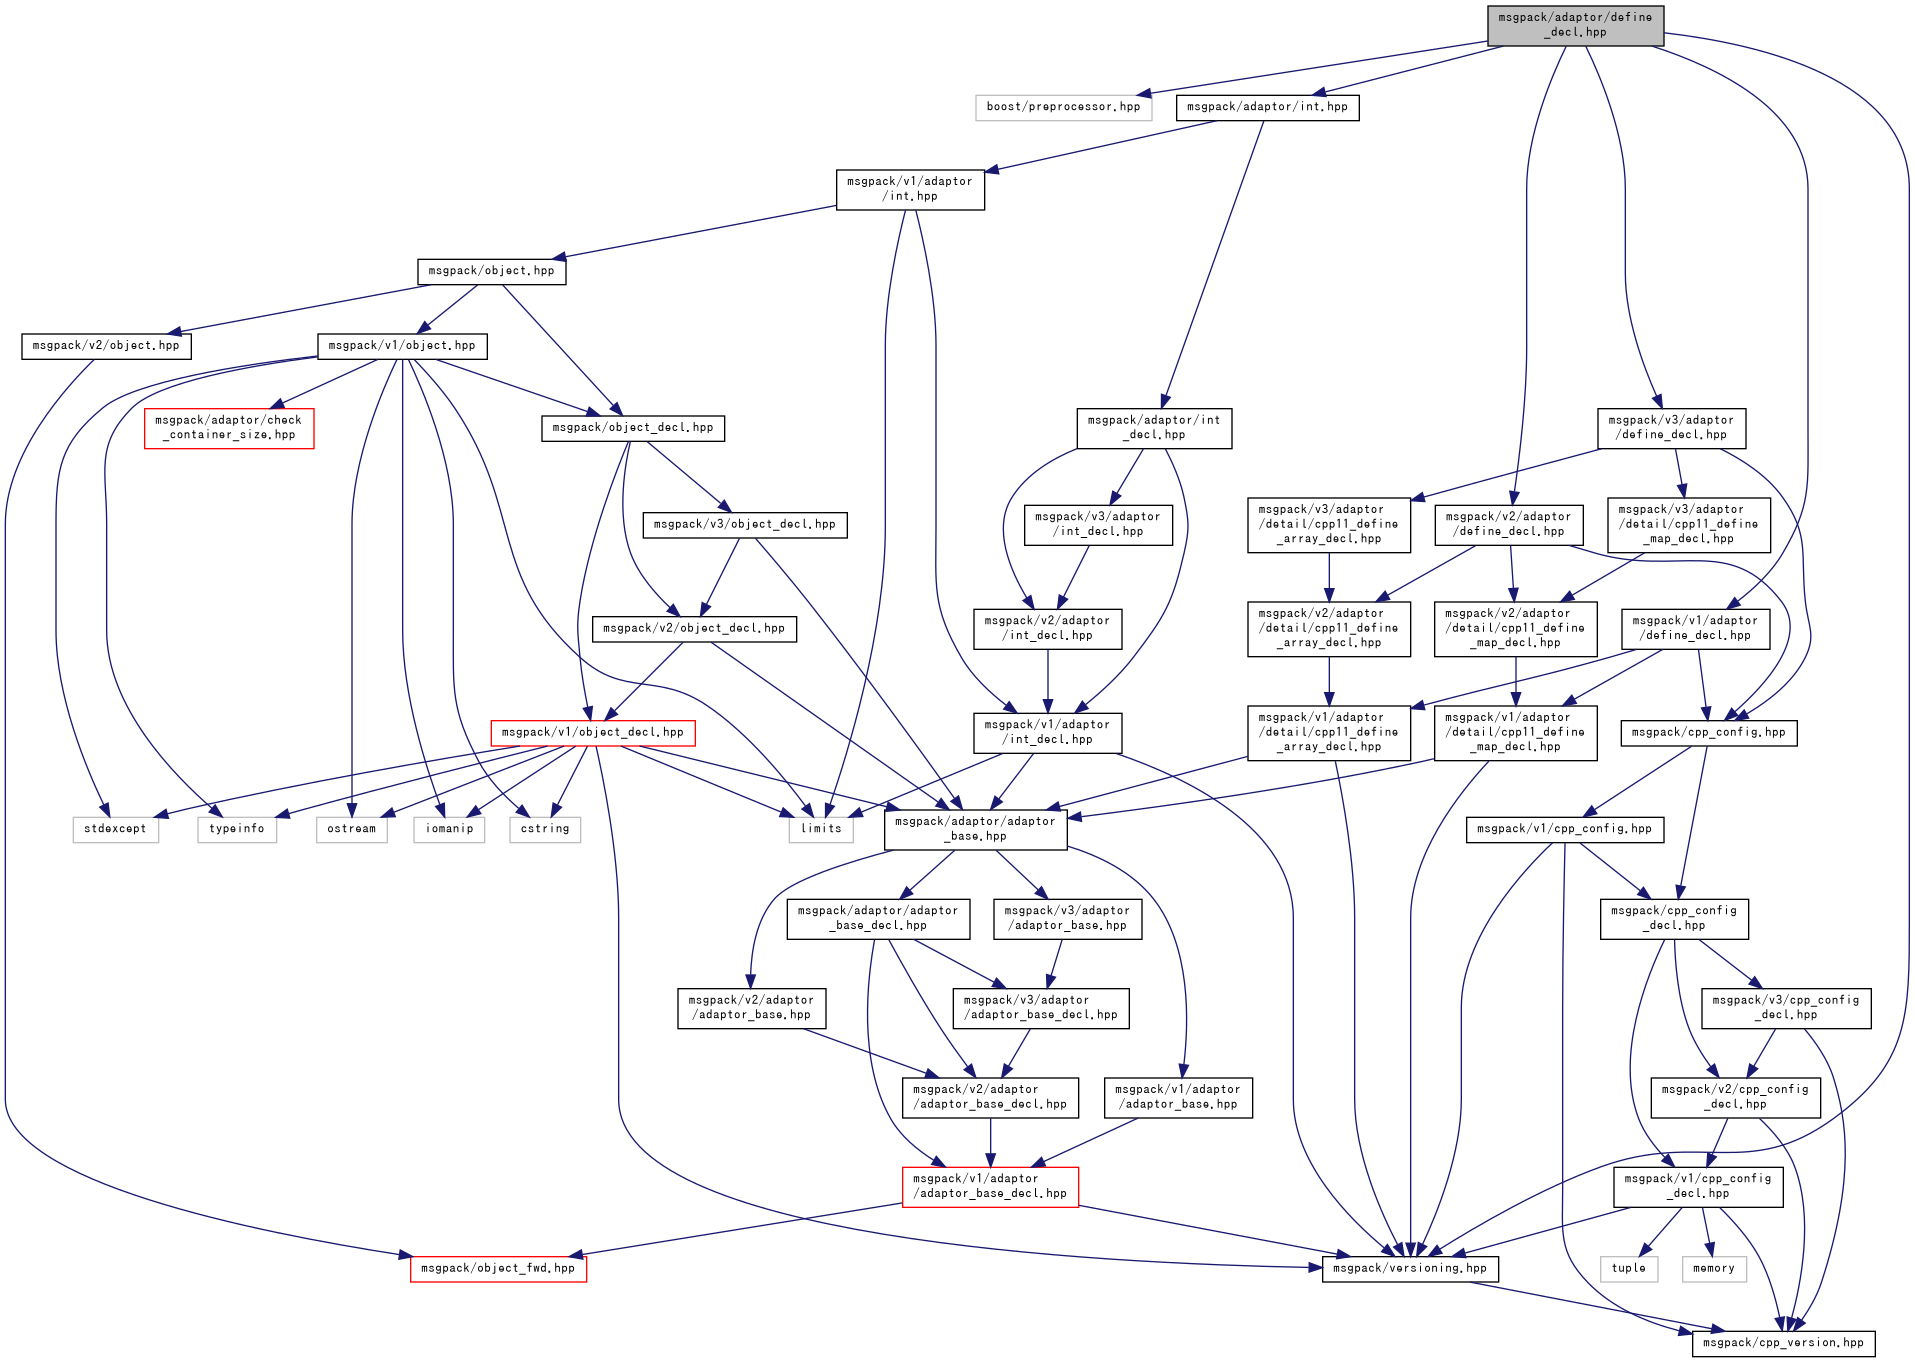 msgpack/adaptor/define
_decl.hpp
boost/preprocessor.hpp
msgpack/adaptor/int.hpp
msgpack/v1/adaptor
/int.hpp
msgpack/object.hpp
msgpack/v2/object.hpp
msgpack/v1/object.hpp
msgpack/adaptor/check
_container_size.hpp
msgpack/object_decl.hpp
msgpack/adaptor/int
_decl.hpp
msgpack/v3/adaptor
/define_decl.hpp
msgpack/v3/object_decl.hpp
msgpack/v3/adaptor
/int_decl.hpp
msgpack/v3/adaptor
/detail/cpp11_define
_array_decl.hpp
msgpack/v2/adaptor
/define_decl.hpp
msgpack/v3/adaptor
/detail/cpp11_define
_map_decl.hpp
msgpack/v2/object_decl.hpp
msgpack/v2/adaptor
/int_decl.hpp
msgpack/v2/adaptor
/detail/cpp11_define
_array_decl.hpp
msgpack/v2/adaptor
/detail/cpp11_define
_map_decl.hpp
msgpack/v1/adaptor
/define_decl.hpp
msgpack/v1/object_decl.hpp
msgpack/v1/adaptor
/int_decl.hpp
msgpack/v1/adaptor
/detail/cpp11_define
_array_decl.hpp
msgpack/v1/adaptor
/detail/cpp11_define
_map_decl.hpp
msgpack/cpp_config.hpp
stdexcept
typeinfo
ostream
iomanip
cstring
limits
msgpack/adaptor/adaptor
_base.hpp
msgpack/v1/cpp_config.hpp
msgpack/adaptor/adaptor
_base_decl.hpp
msgpack/v3/adaptor
/adaptor_base.hpp
msgpack/cpp_config
_decl.hpp
msgpack/v2/adaptor
/adaptor_base.hpp
msgpack/v3/adaptor
/adaptor_base_decl.hpp
msgpack/v3/cpp_config
_decl.hpp
msgpack/v2/adaptor
/adaptor_base_decl.hpp
msgpack/v1/adaptor
/adaptor_base.hpp
msgpack/v2/cpp_config
_decl.hpp
msgpack/v1/adaptor
/adaptor_base_decl.hpp
msgpack/v1/cpp_config
_decl.hpp
msgpack/object_fwd.hpp
msgpack/versioning.hpp
tuple
memory
msgpack/cpp_version.hpp